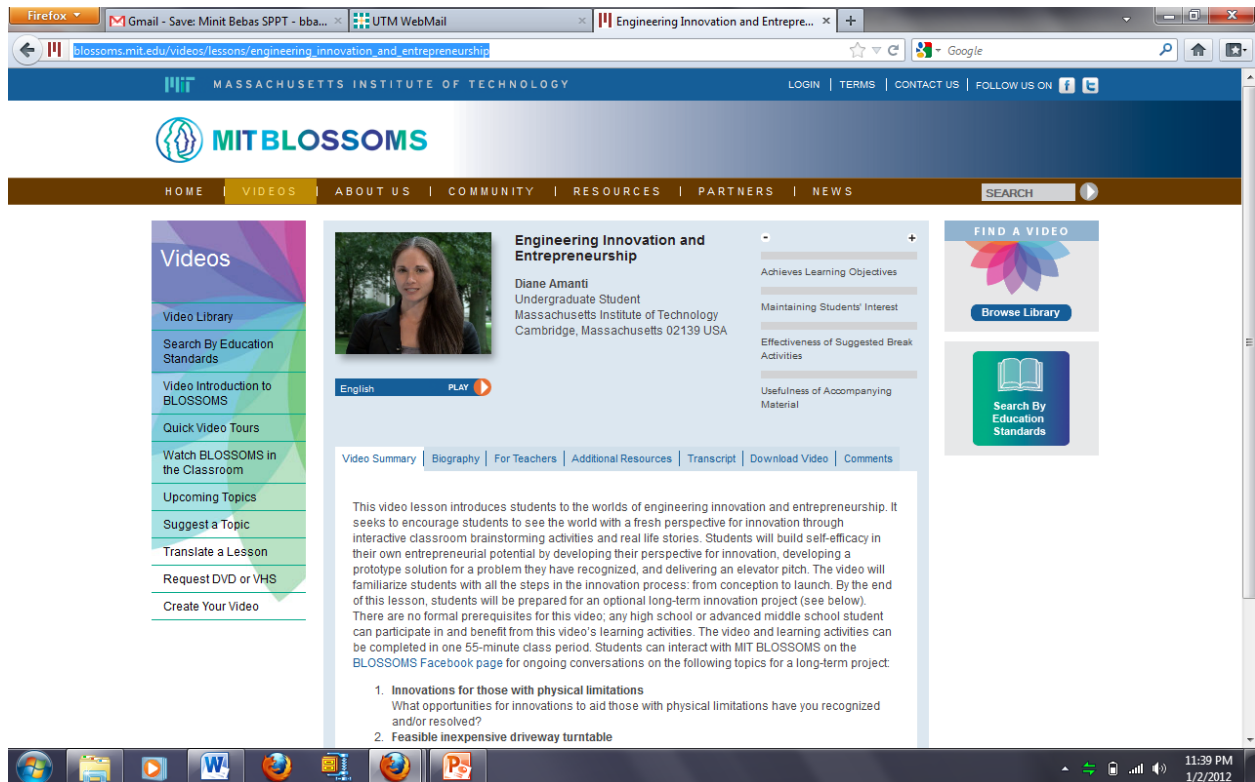 Firefox
Gmail - Save: Minit Bebas SPPT - bba...
UTM WebMail
Engineering Innovation and Entrepre...
blossoms.mit.edu/videos/lessons/engineering_innovation_and_entrepreneurship
Google
MASSACHUSETTS INSTITUTE OF TECHNOLOGY
LOGIN | TERMS | CONTACT US | FOLLOW US ON
MIT BLOSSOMS
HOME | VIDEOS | ABOUT US | COMMUNITY | RESOURCES | PARTNERS | NEWS
SEARCH
Videos
Video Library
Search By Education
Standards
Video Introduction to
BLOSSOMS
Quick Video Tours
Watch BLOSSOMS in
the Classroom
Upcoming Topics
Suggest a Topic
Translate a Lesson
Request DVD or VHS
Create Your Video
English PLAY
Engineering Innovation and
Entrepreneurship
Diane Amanti
Undergraduate Student
Massachusetts Institute of Technology
Cambridge, Massachusetts 02139 USA
- +
Achieves Learning Objectives
Maintaining Students' Interest
Effectiveness of Suggested Break
Activities
Usefulness of Accompanying
Material
Video Summary | Biography | For Teachers | Additional Resources | Transcript | Download Video | Comments
This video lesson introduces students to the worlds of engineering innovation and entrepreneurship. It
seeks to encourage students to see the world with a fresh perspective for innovation through
interactive classroom brainstorming activities and real life stories. Students will build self-efficacy in
their own entrepreneurial potential by developing their perspective for innovation, developing a
prototype solution for a problem they have recognized, and delivering an elevator pitch. The video will
familiarize students with all the steps in the innovation process: from conception to launch. By the end
of this lesson, students will be prepared for an optional long-term innovation project (see below).
There are no formal prerequisites for this video; any high school or advanced middle school student
can participate in and benefit from this video's learning activities. The video and learning activities can
be completed in one 55-minute class period. Students can interact with MIT BLOSSOMS on the
BLOSSOMS Facebook page for ongoing conversations on the following topics for a long-term project:
1. Innovations for those with physical limitations
What opportunities for innovations to aid those with physical limitations have you recognized
and/or resolved?
2. Feasible inexpensive driveway turntable
FIND A VIDEO
Browse Library
Search By
Education
Standards
11:39 PM
1/2/2012